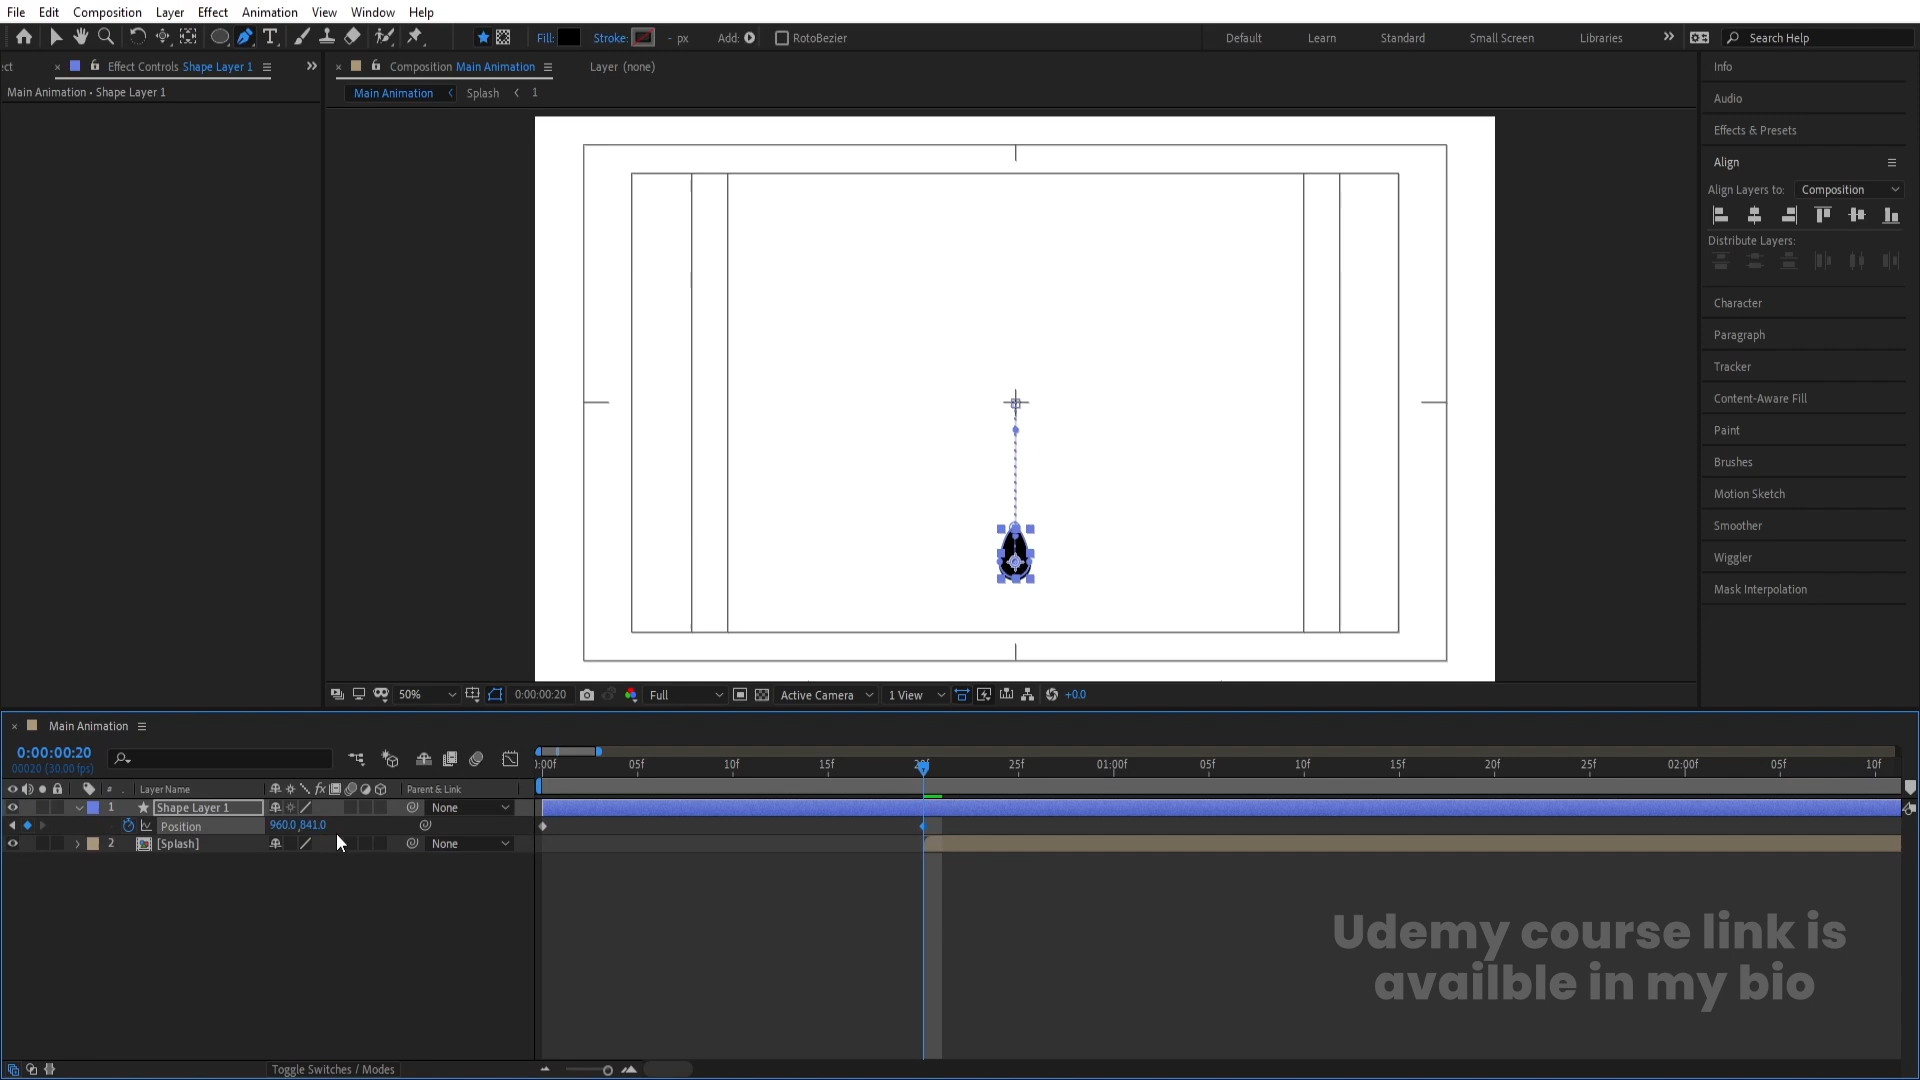 File Edit Composition Layer Effect Animation View Window Help
Fill: Stroke: - px Add: RotoBezier Default Learn Standard Small Screen Libraries Search Help
ct × Effect Controls Shape Layer 1 × Composition Main Animation Layer (none) Info
Main Animation • Shape Layer 1 Main Animation Splash 1
Audio
Effects & Presets
Align
Align Layers to: Composition
Distribute Layers:
Character
Paragraph
Tracker
Content-Aware Fill
Paint
Brushes
Motion Sketch
Smoother
Wiggler
Mask Interpolation
50% 0:00:00:20 Full Active Camera 1 View +0.0
× Main Animation
0:00:00:20
00020 (30.00 fps)
:00f 05f 10f 15f 20f 25f 01:00f 05f 10f 15f 20f 25f 02:00f 05f 10f
# Layer Name fx Parent & Link
1 Shape Layer 1 None
Position 960.0,841.0
2 [Splash] None
Udemy course link is
availble in my bio
Toggle Switches / Modes